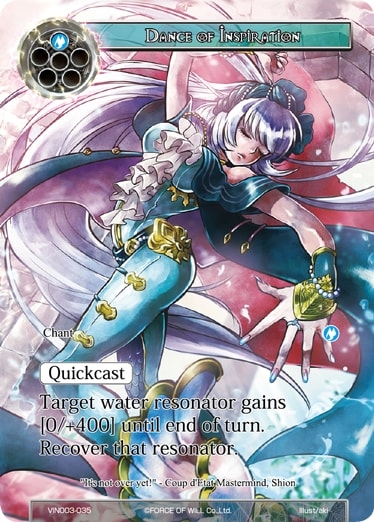 Dance of Inspiration
Chant
Quickcast
Target water resonator gains
[0/+400] until end of turn.
Recover that resonator.
"It's not over yet!" - Coup d'Etat Mastermind, Shion
VIN003-035 ©FORCE OF WILL Co.,Ltd. Illust/aki